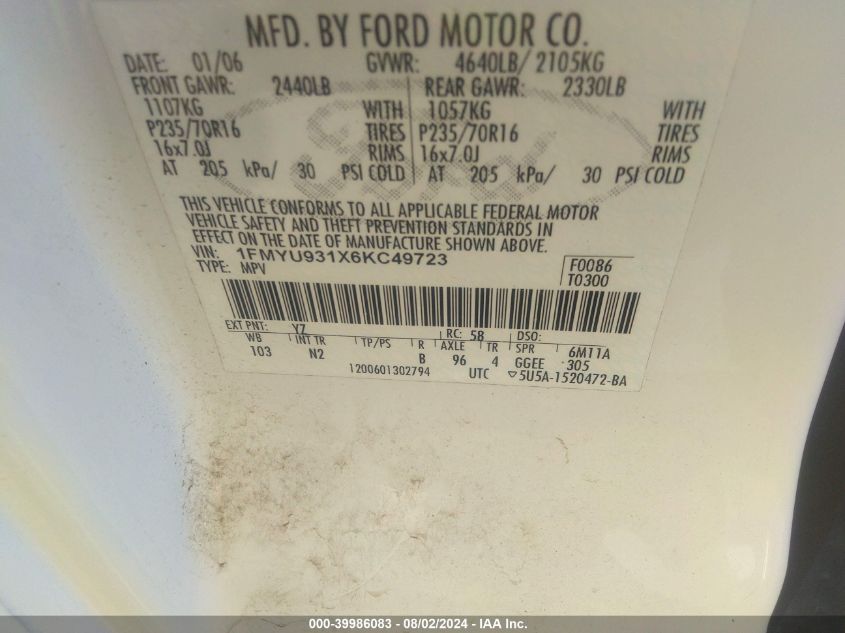 MFD. BY FORD MOTOR CO.
DATE: 01/06 GVWR: 4640LB/ 2105KG
FRONT GAWR: 2440LB REAR GAWR: 2330LB
1107KG WITH 1057KG WITH
P235/70R16 TIRES P235/70R16 TIRES
16x7.0J RIMS 16x7.0J RIMS
AT 205 kPa/ 30 PSI COLD AT 205 kPa/ 30 PSI COLD
Ford
THIS VEHICLE CONFORMS TO ALL APPLICABLE FEDERAL MOTOR
VEHICLE SAFETY AND THEFT PREVENTION STANDARDS IN
EFFECT ON THE DATE OF MANUFACTURE SHOWN ABOVE.
VIN: 1FMYU931X6KC49723
TYPE: MPV
F0086
T0300
EXT PNT: YZ RC: 58 DSO:
WB INT TR TP/PS R AXLE TR SPR 6M11A
103 N2 B 96 4 GGEE 305
1200601302794 UTC ▽5U5A-1520472-BA
000-39986083 - 08/02/2024 - IAA Inc.